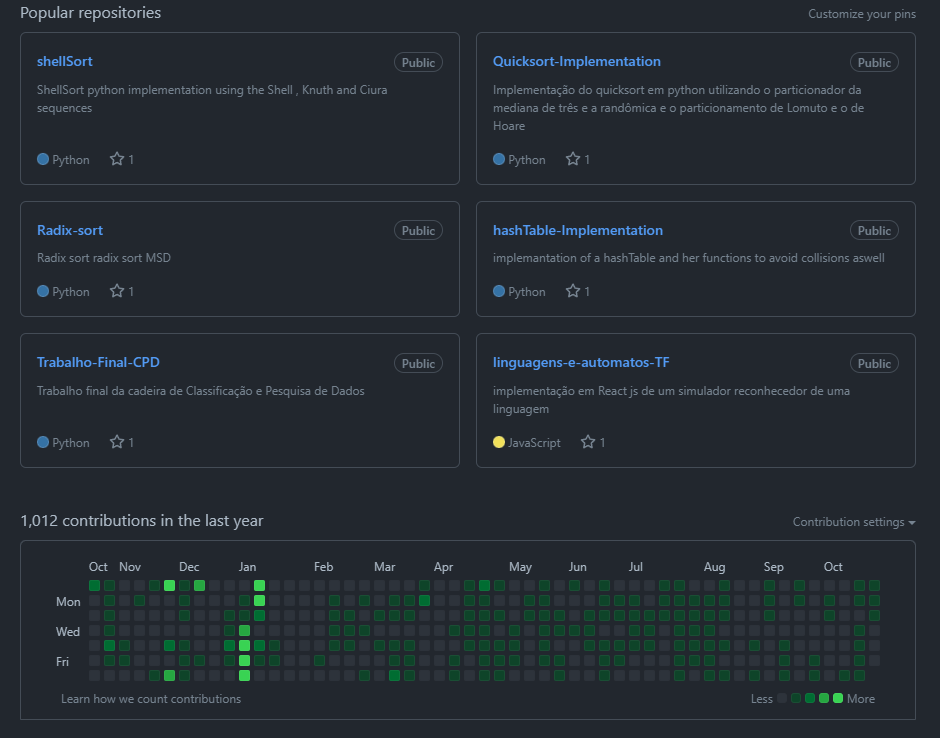 Popular repositories
Customize your pins
shellSort
Public
ShellSort python implementation using the Shell , Knuth and Ciura
sequences
Python 1
Quicksort-Implementation
Public
Implementação do quicksort em python utilizando o particionador da
mediana de três e a randômica e o particionamento de Lomuto e o de
Hoare
Python 1
Radix-sort
Public
Radix sort radix sort MSD
Python 1
hashTable-Implementation
Public
implemantation of a hashTable and her functions to avoid collisions aswell
Python 1
Trabalho-Final-CPD
Public
Trabalho final da cadeira de Classificação e Pesquisa de Dados
Python 1
linguagens-e-automatos-TF
Public
implementação em React js de um simulador reconhecedor de uma
linguagem
JavaScript 1
1,012 contributions in the last year
Contribution settings
Oct Nov Dec Jan Feb Mar Apr May Jun Jul Aug Sep Oct
Mon
Wed
Fri
Learn how we count contributions
Less More